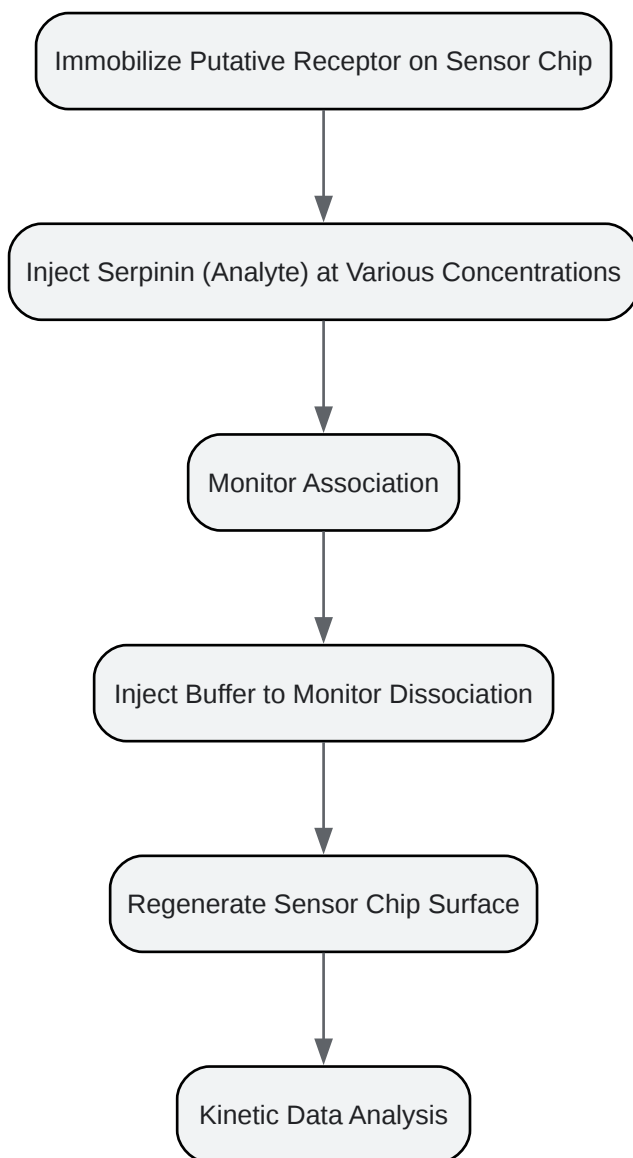 Immobilize Putative Receptor on Sensor Chip
Inject Serpinin (Analyte) at Various Concentrations
Monitor Association
Inject Buffer to Monitor Dissociation
Regenerate Sensor Chip Surface
Kinetic Data Analysis